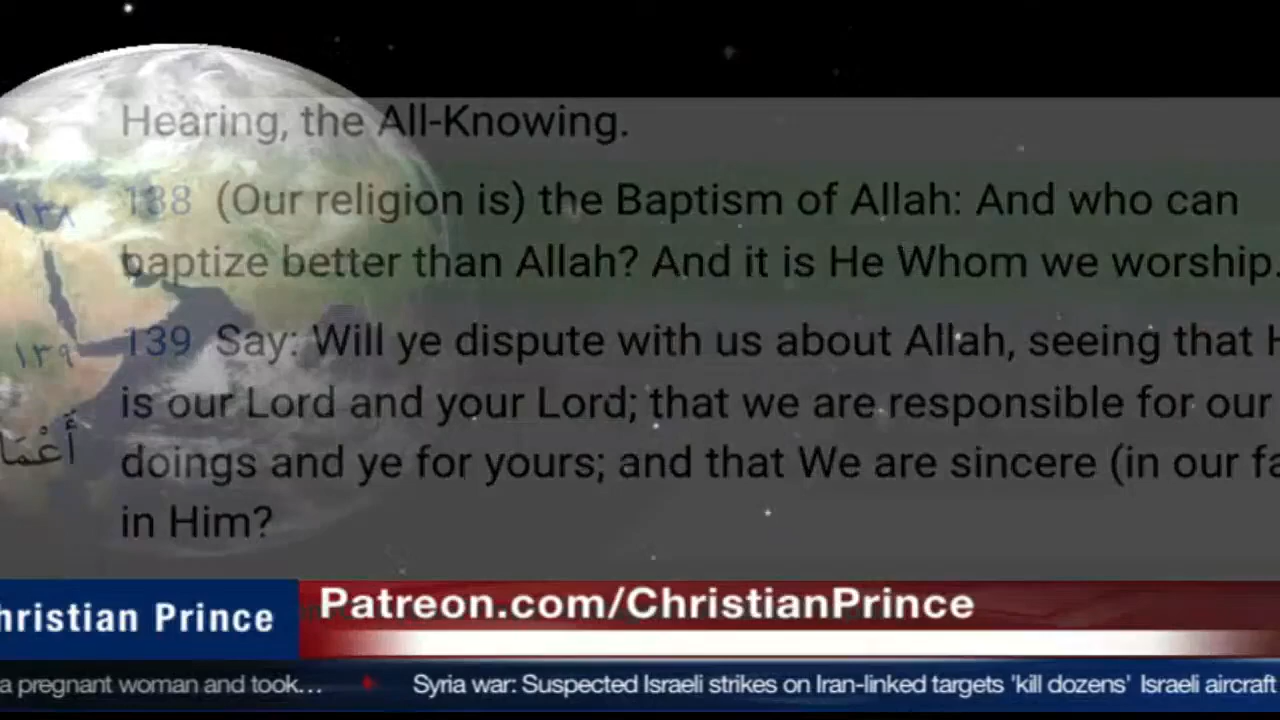 Hearing, the All-Knowing.
١٣٨ 138 (Our religion is) the Baptism of Allah: And who can
baptize better than Allah? And it is He Whom we worship.
١٣٩ 139 Say: Will ye dispute with us about Allah, seeing that H
is our Lord and your Lord; that we are responsible for our
أَعْمَا doings and ye for yours; and that We are sincere (in our fa
in Him?
hristian Prince Patreon.com/ChristianPrince
a pregnant woman and took... Syria war: Suspected Israeli strikes on Iran-linked targets 'kill dozens' Israeli aircraft